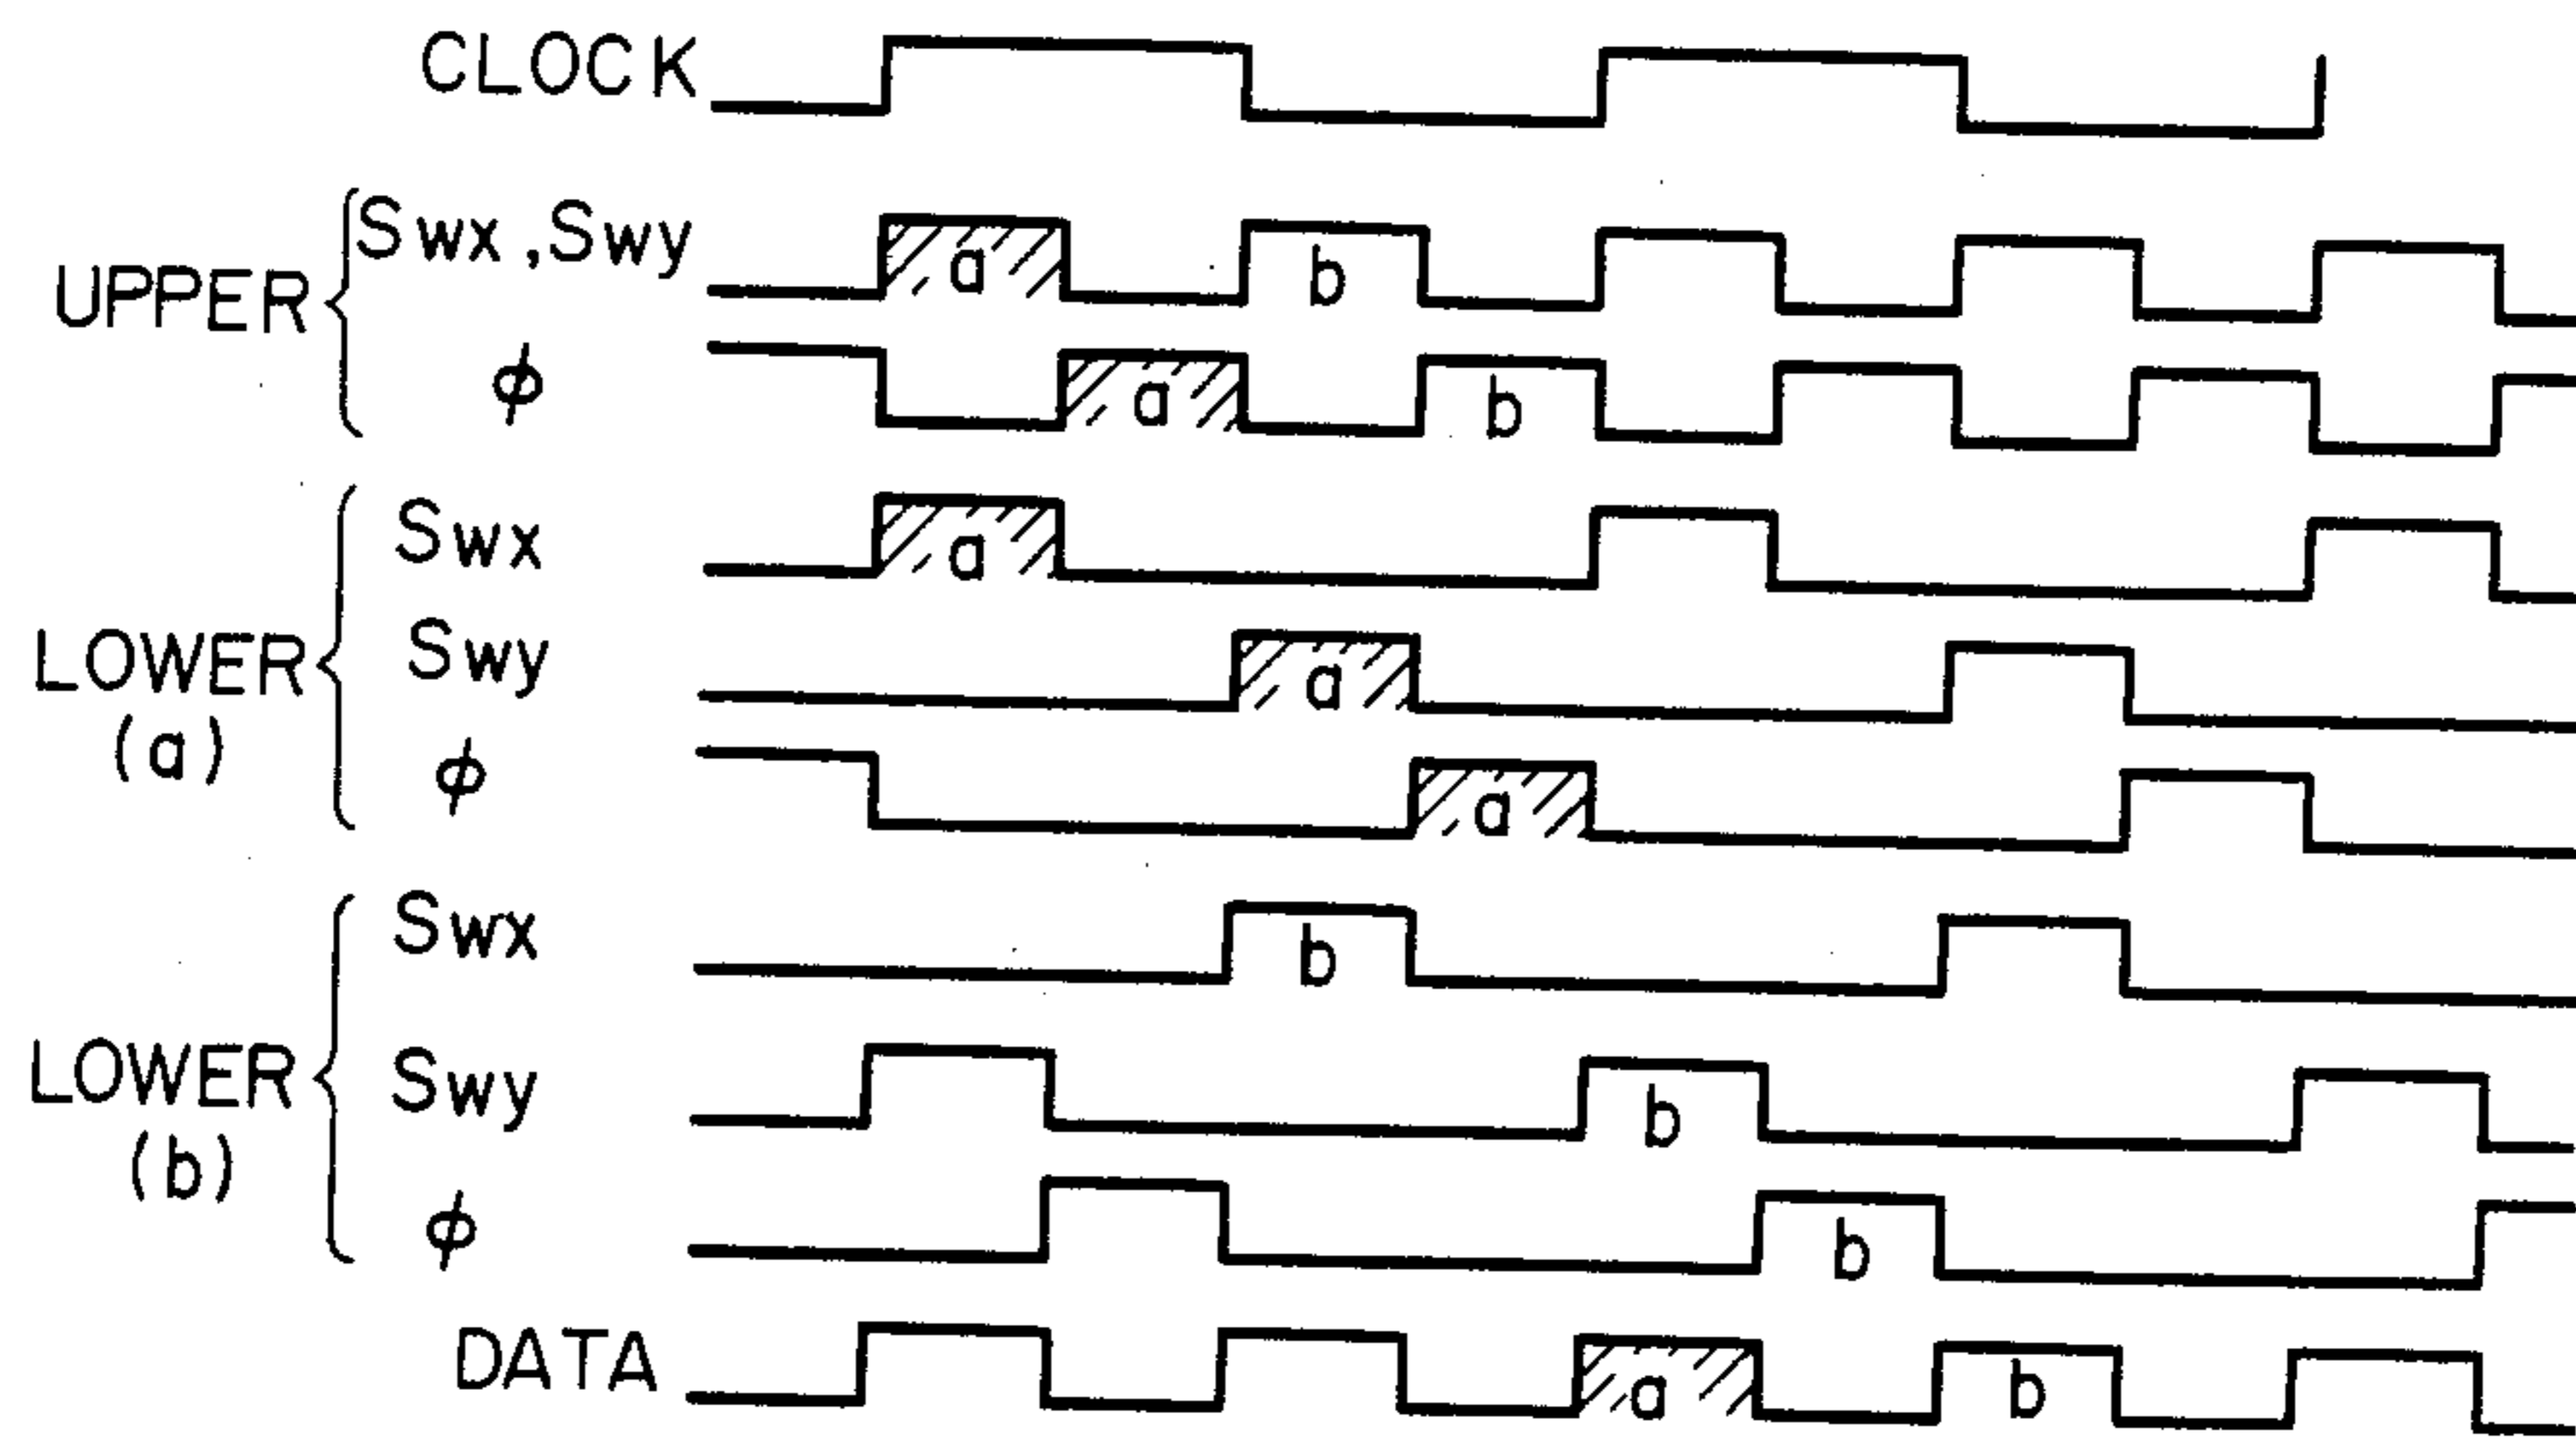 CLOCK
UPPER
Swx, Swy
a
b
ϕ
a
b
LOWER
(a)
Swx
a
Swy
a
ϕ
a
LOWER
(b)
Swx
b
Swy
b
ϕ
b
DATA
a
b